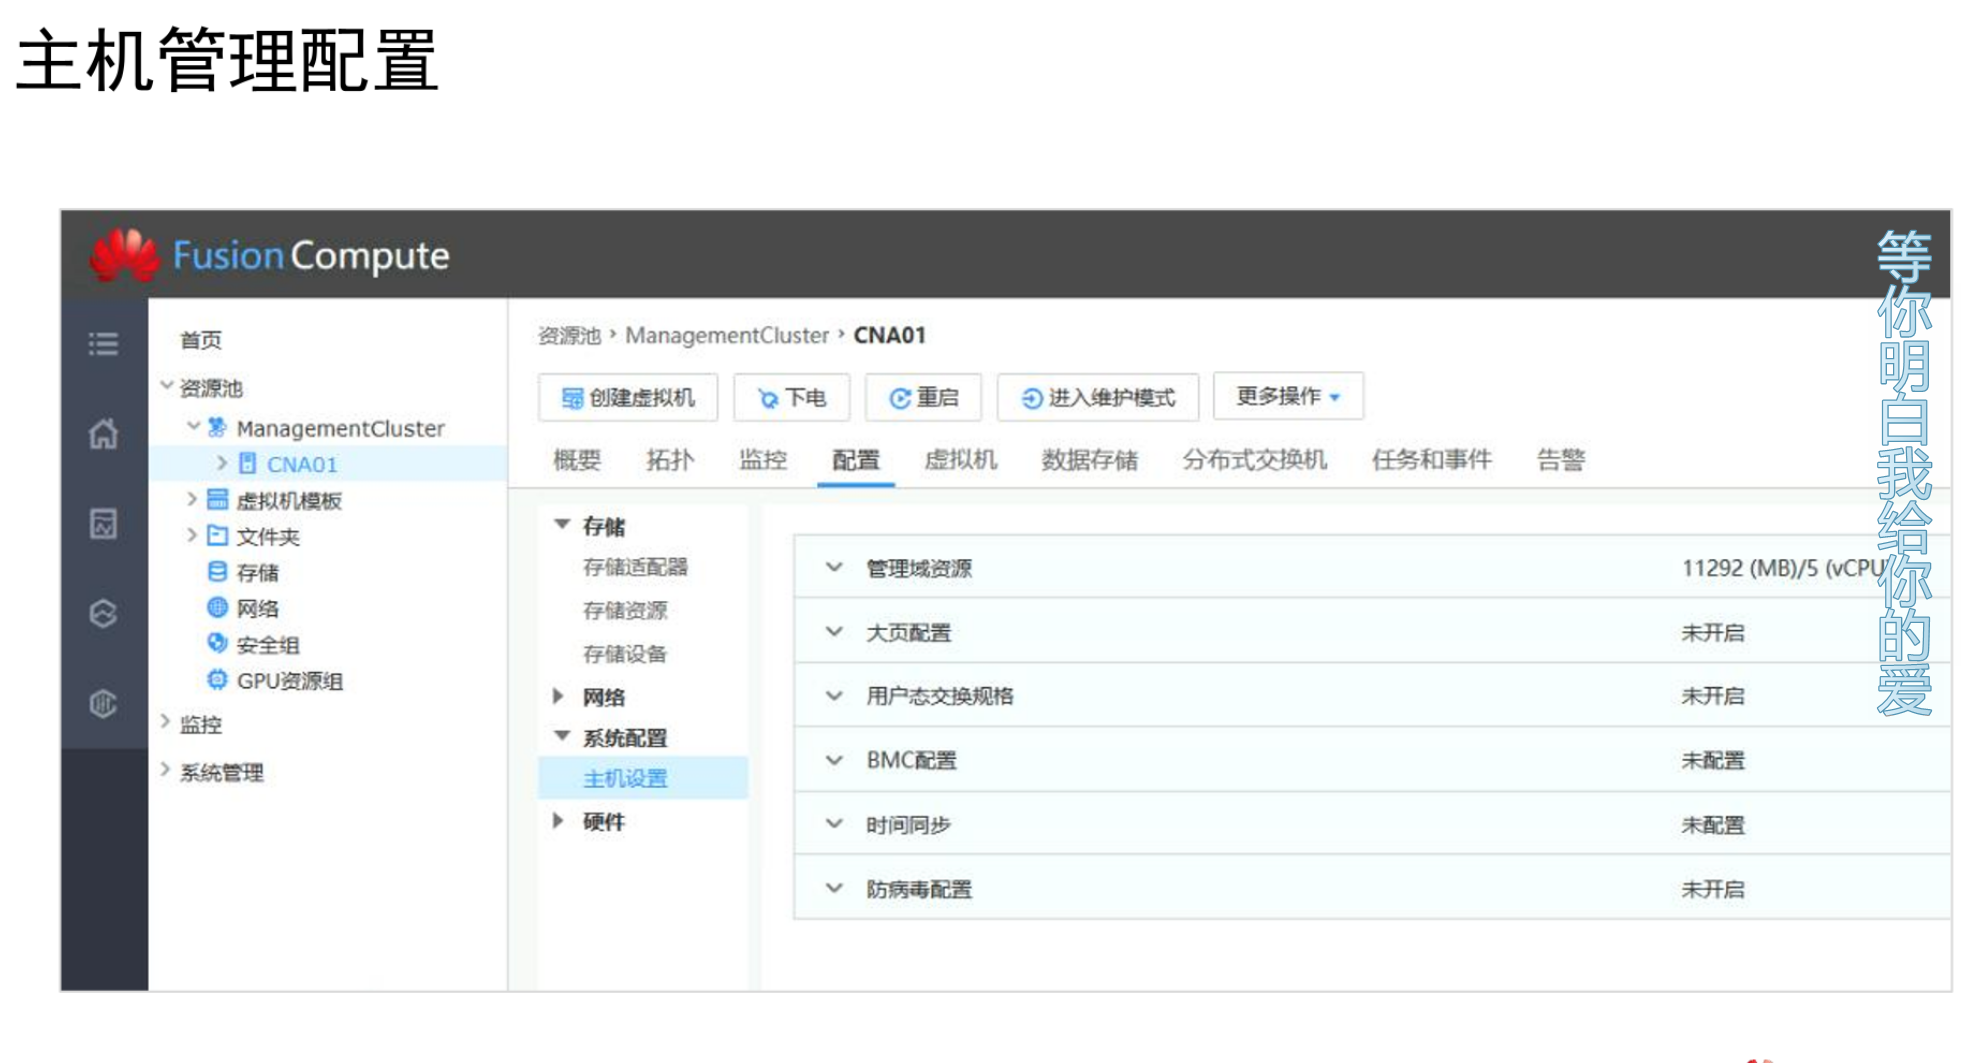 主机管理配置
FusionCompute
首页
资源池
ManagementCluster
CNA01
虚拟机模板
文件夹
存储
网络
安全组
GPU资源组
监控
系统管理
资源池 › ManagementCluster › CNA01
创建虚拟机 下电 重启 进入维护模式 更多操作
概要 拓扑 监控 配置 虚拟机 数据存储 分布式交换机 任务和事件 告警
存储
存储适配器
存储资源
存储设备
网络
系统配置
主机设置
硬件
管理域资源 11292 (MB)/5 (vCPU
大页配置 未开启
用户态交换规格 未开启
BMC配置 未配置
时间同步 未配置
防病毒配置 未开启
等你明白我给你的爱